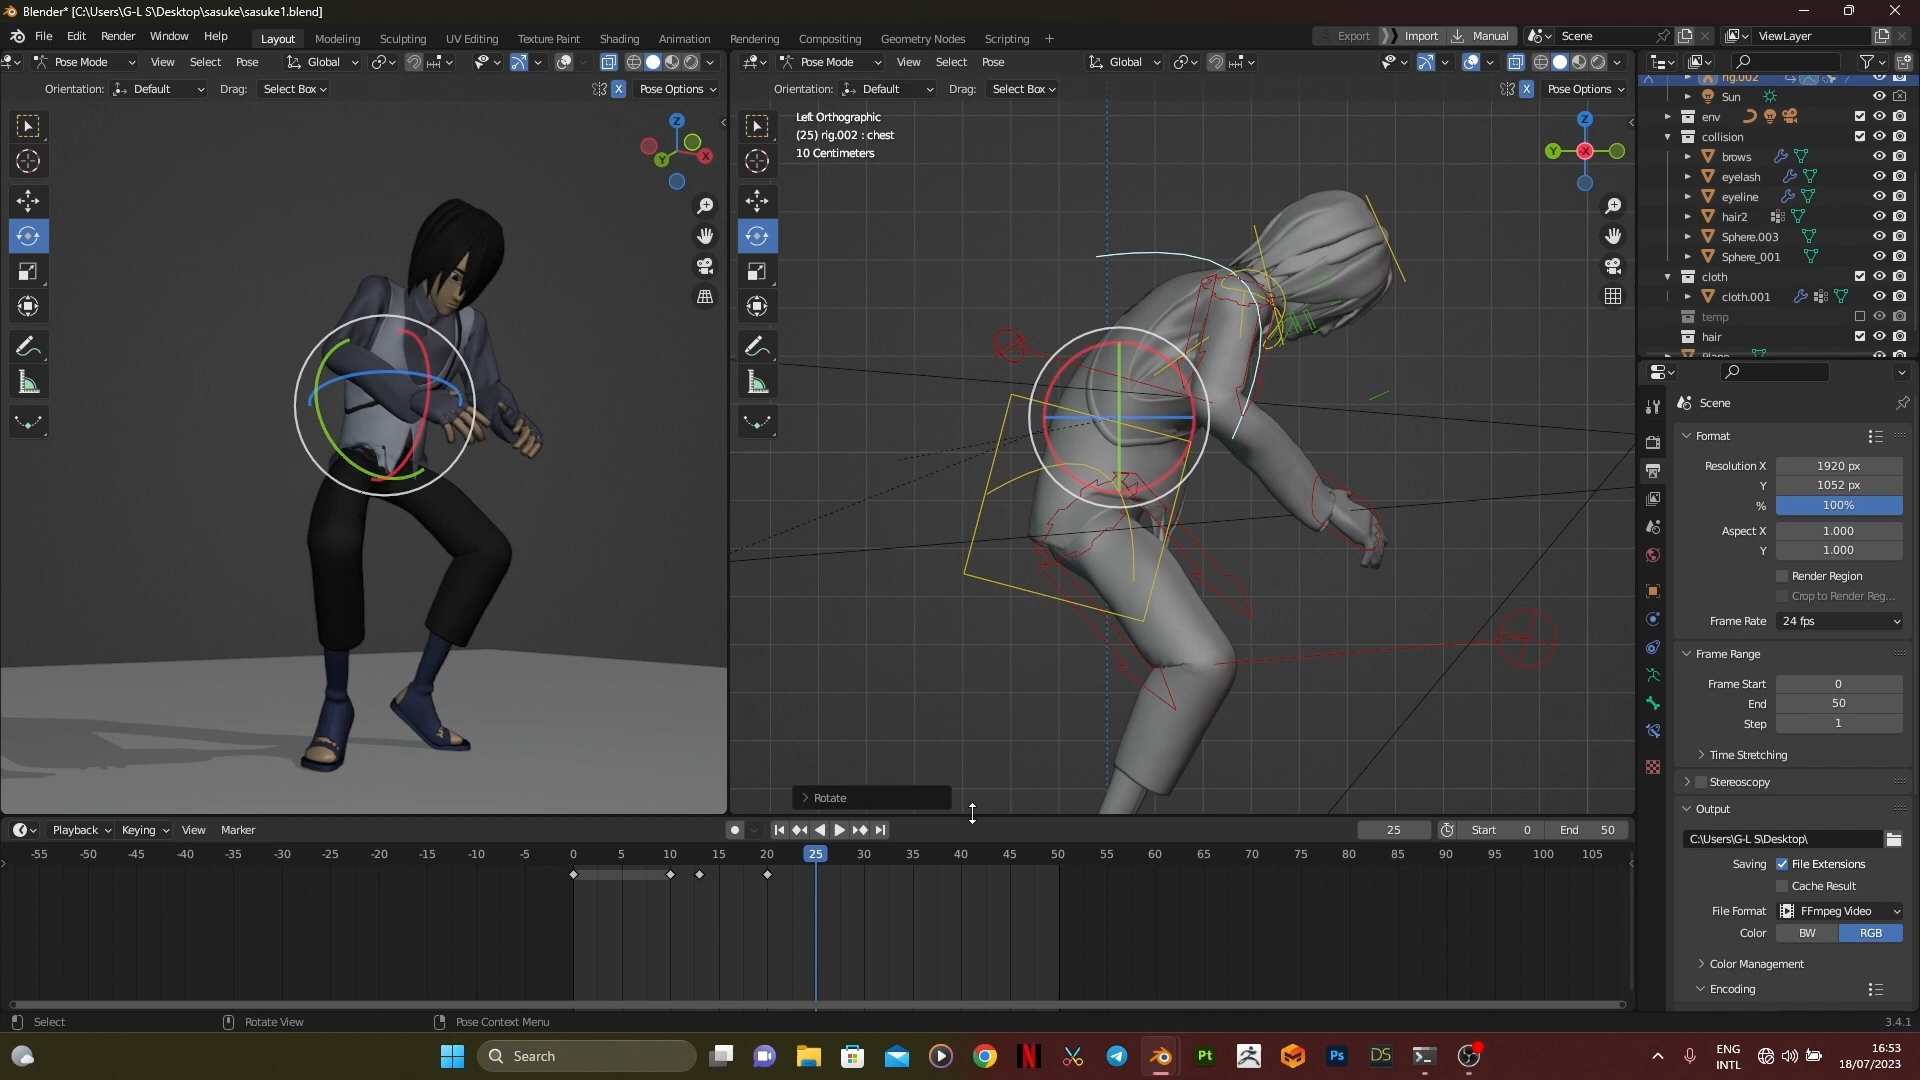 Blender* [C:\Users\G-L S\Desktop\sasuke\sasuke1.blend]
File Edit Render Window Help Layout Modeling Sculpting UV Editing Texture Paint Shading Animation Rendering Compositing Geometry Nodes Scripting + Export Import Manual Scene ViewLayer
Pose Mode View Select Pose Global
Pose Mode View Select Pose Global
Orientation: Default Drag: Select Box X Pose Options
Orientation: Default Drag: Select Box X Pose Options
Left Orthographic
(25) rig.002 : chest
10 Centimeters
Z
Y
X
Z
Y
X
rig.002
Sun
env
collision
brows
eyelash
eyeline
hair2
Sphere.003
Sphere_001
cloth
cloth.001
temp
hair
Plane
Scene
Format
Resolution X 1920 px
Y 1052 px
% 100%
Aspect X 1.000
Y 1.000
Render Region
Crop to Render Reg...
Frame Rate 24 fps
Frame Range
Frame Start 0
End 50
Step 1
Time Stretching
Stereoscopy
Output
C:\Users\G-L S\Desktop\
Saving File Extensions
Cache Result
File Format FFmpeg Video
Color BW RGB
Color Management
Encoding
Rotate
Playback Keying View Marker 25 Start 0 End 50
-55 -50 -45 -40 -35 -30 -25 -20 -15 -10 -5 0 5 10 15 20 25 30 35 40 45 50 55 60 65 70 75 80 85 90 95 100 105
Select Rotate View Pose Context Menu 3.4.1
Search
Pt
Ps
DS
ENG
INTL
16:53
18/07/2023